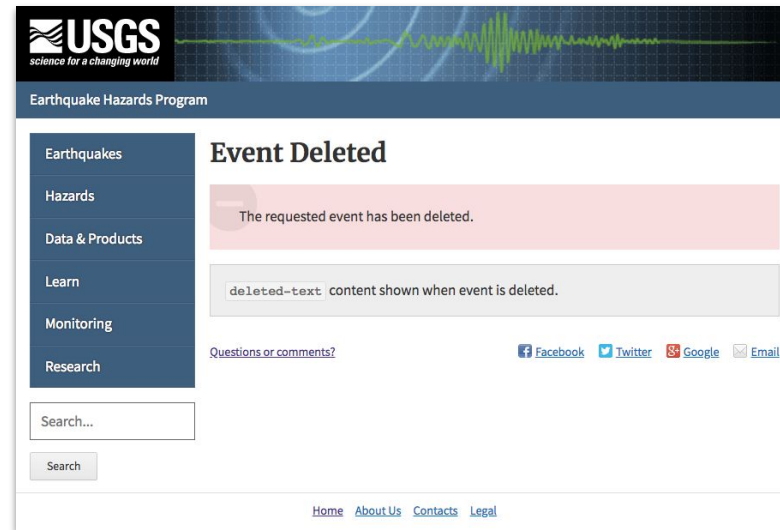 USGS
science for a changing world
Earthquake Hazards Program
Earthquakes
Hazards
Data & Products
Learn
Monitoring
Research
Search...
Search
Event Deleted
The requested event has been deleted.
deleted-text content shown when event is deleted.
Questions or comments?
Facebook Twitter Google Email
Home About Us Contacts Legal